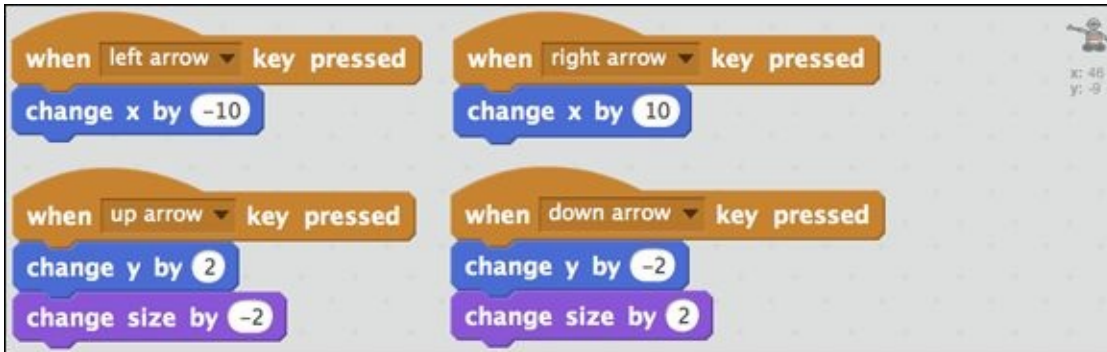 when left arrow key pressed
change x by -10
when right arrow key pressed
change x by 10
x: 46
y: -9
when up arrow key pressed
change y by 2
change size by -2
when down arrow key pressed
change y by -2
change size by 2